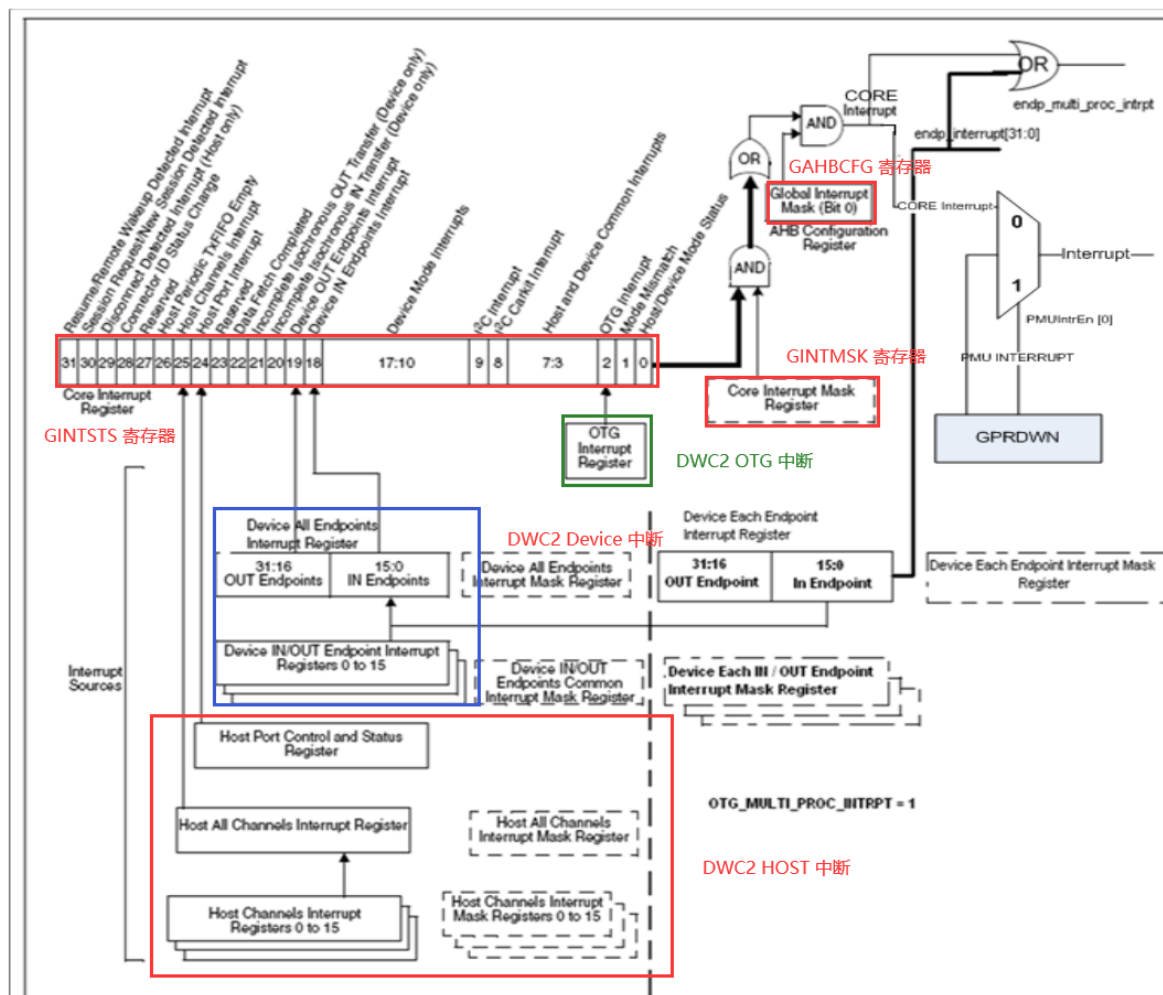 Resume/Remote Wakeup Detected Interrupt
Session Request/New Session Detected Interrupt
Disconnect Detected Interrupt (Host only)
Connector ID Status Change
Reserved
Host Periodic TxFIFO Empty
Host Channels Interrupt
Host Port Interrupt
Reserved
Data Fetch Completed
Incomplete Isochronous OUT Transfer (Device only)
Incomplete Isochronous IN Transfer (Device only)
Device OUT Endpoints Interrupt
Device IN Endpoints Interrupt
Device Mode Interrupts
I²C Interrupt
I²C Carkit Interrupt
Host and Device Common Interrupts
OTG Interrupt
Mode Mismatch
Host/Device Mode Status
31 30 29 28 27 26 25 24 23 22 21 20 19 18 17:10 9 8 7:3 2 1 0
Core Interrupt
Register
GINTSTS 寄存器
OR
endp_multi_proc_intrpt
CORE
Interrupt
endp_interrupt[31:0]
AND
OR
GAHBCFG 寄存器
Global Interrupt
Mask (Bit 0)
AHB Configuration
Register
CORE Interrupt
0
1
Interrupt
PMUIntrEn [0]
PMU INTERRUPT
GPRDWN
AND
GINTMSK 寄存器
Core Interrupt Mask
Register
OTG
Interrupt
Register
DWC2 OTG 中断
Interrupt
Sources
Device All Endpoints
Interrupt Register
31:16
OUT Endpoints
15:0
IN Endpoints
DWC2 Device 中断
Device All Endpoints
Interrupt Mask Register
Device Each Endpoint
Interrupt Register
31:16
OUT Endpoint
15:0
In Endpoint
Device Each Endpoint Interrupt Mask
Register
Device IN/OUT Endpoint Interrupt
Registers 0 to 15
Device IN/OUT
Endpoints Common
Interrupt Mask Register
Device Each IN / OUT Endpoint
Interrupt Mask Register
Host Port Control and Status
Register
OTG_MULTI_PROC_INTRPT = 1
Host All Channels Interrupt Register
Host All Channels
Interrupt Mask Register
DWC2 HOST 中断
Host Channels Interrupt
Registers 0 to 15
Host Channels Interrupt
Mask Registers 0 to 15